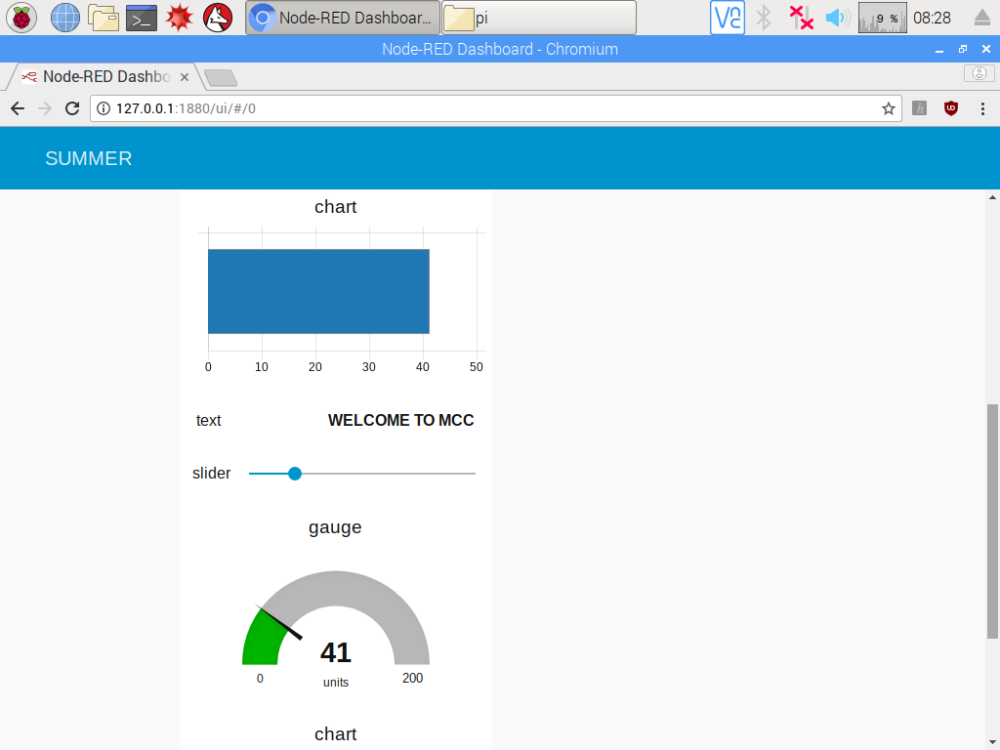 Node-RED Dashboar...
pi
9 %
08:28
Node-RED Dashboard - Chromium
Node-RED Dashbo
127.0.0.1:1880/ui/#/0
SUMMER
chart
0 10 20 30 40 50
text WELCOME TO MCC
slider
gauge
41
0 units 200
chart